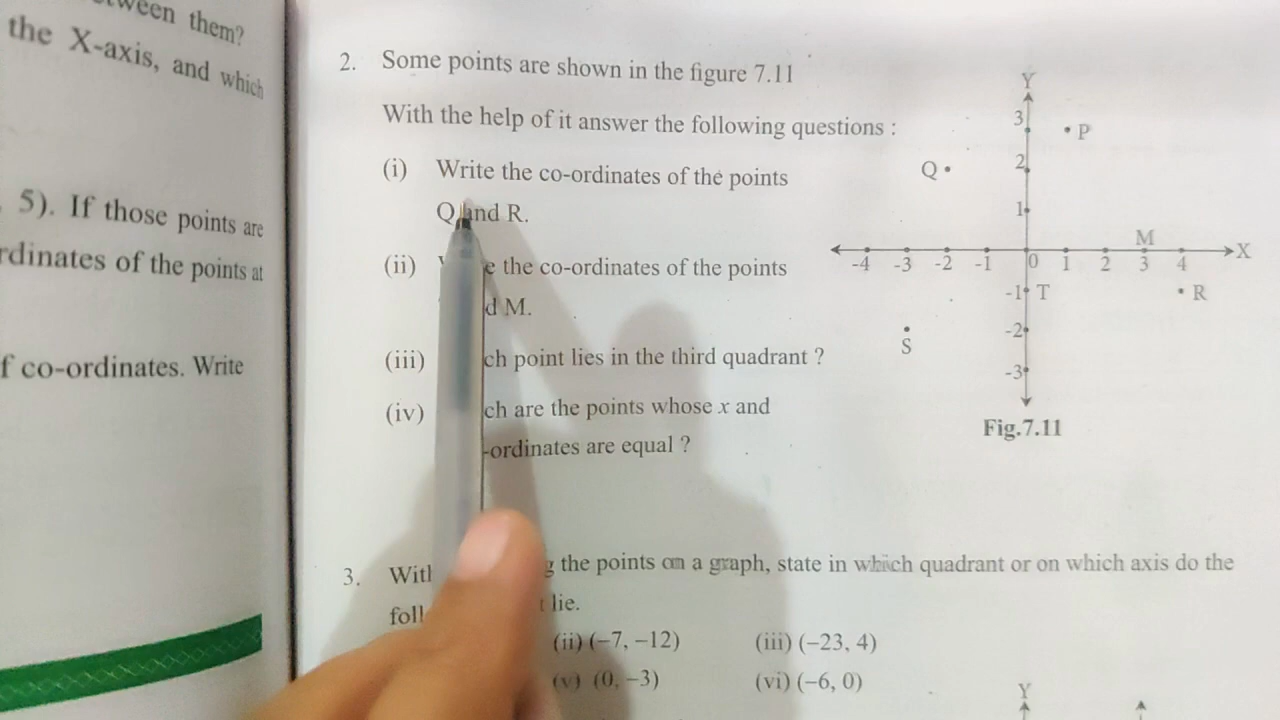 tween them?
the X-axis, and which
5). If those points are
rdinates of the points at
f co-ordinates. Write
2. Some points are shown in the figure 7.11
With the help of it answer the following questions :
(i) Write the co-ordinates of the points
Q and R.
(ii) the co-ordinates of the points
d M.
(iii) ch point lies in the third quadrant ?
(iv) ch are the points whose x and
-ordinates are equal ?
Y
3
• P
Q •
2
1
M
X
-4 -3 -2 -1 0 1 2 3 4
-1 T
• R
-2
S
-3
Fig.7.11
3. With the points on a graph, state in which quadrant or on which axis do the
foll lie.
(ii) (−7, −12) (iii) (−23, 4)
(v) (0, −3) (vi) (−6, 0)
Y